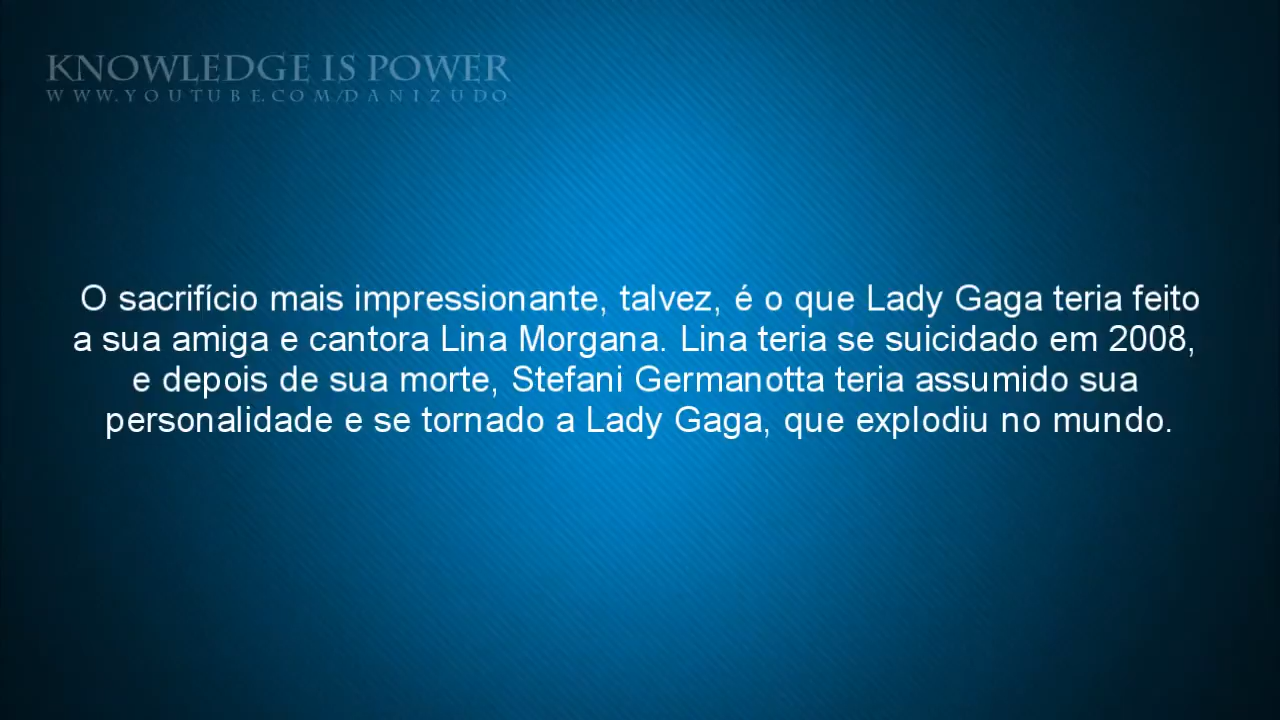 KNOWLEDGE IS POWER
WWW.YOUTUBE.COM/DANIZUDO
O sacrifício mais impressionante, talvez, é o que Lady Gaga teria feito
a sua amiga e cantora Lina Morgana. Lina teria se suicidado em 2008,
e depois de sua morte, Stefani Germanotta teria assumido sua
personalidade e se tornado a Lady Gaga, que explodiu no mundo.